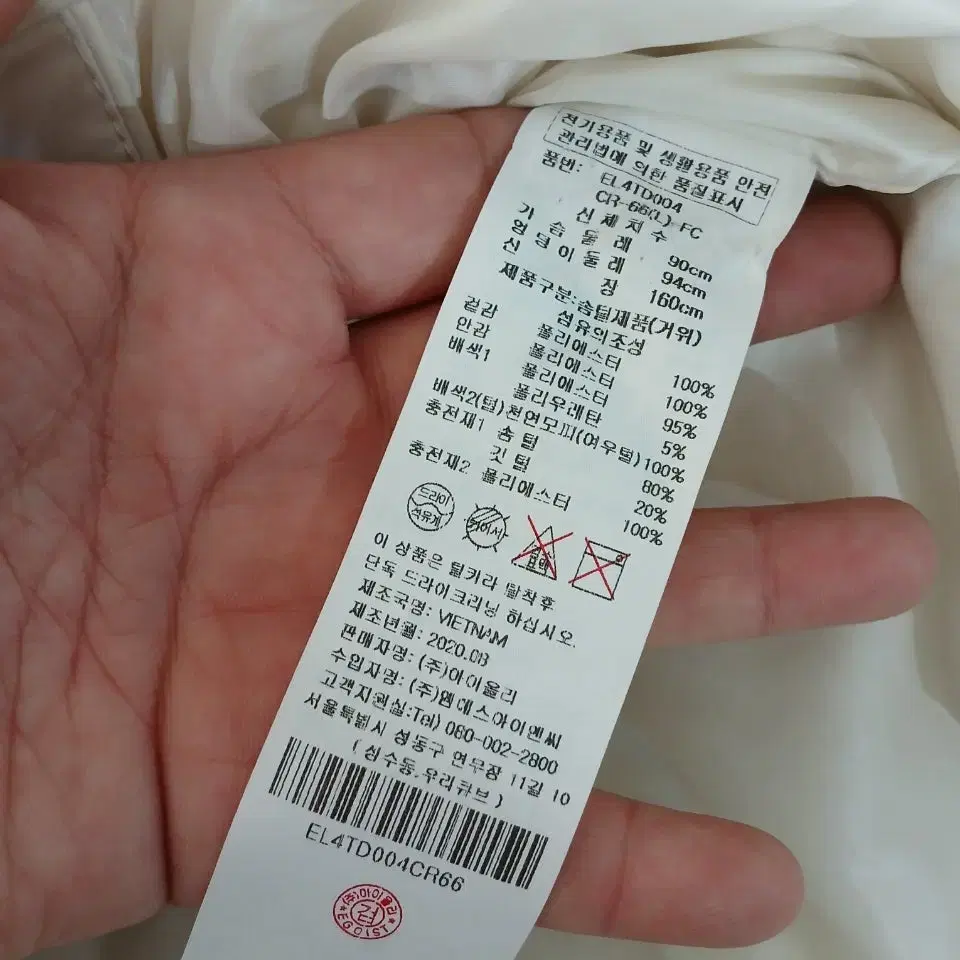 전기용품 및 생활용품 안전
관리법에 의한 품질표시
품번: EL4TD004
CR-66(L)-FC
신체치수
가슴둘레 90cm
엉덩이둘레 94cm
신장 160cm
제품구분:솜털제품(거위)
섬유의조성
겉감 폴리에스터 100%
안감 폴리에스터 100%
배색1 폴리에스터 95%
폴리우레탄 5%
배색2(털)천연모피(여우털)100%
충전재1 솜털 80%
깃털 20%
충전재2 폴리에스터 100%
드라이
석유계
이 상품은 털카라 탈착후
단독 드라이크리닝 하십시오.
제조국명: VIETNAM
제조년월: 2020.08
판매자명: (주)아이올리
수입자명: (주)엠에스아이엔씨
고객지원실:Tel) 080-002-2800
서울특별시 성동구 연무장 11길 10
(성수동,우리큐브)
EL4TD004CR66
(주)아이올리
검
EGOIST